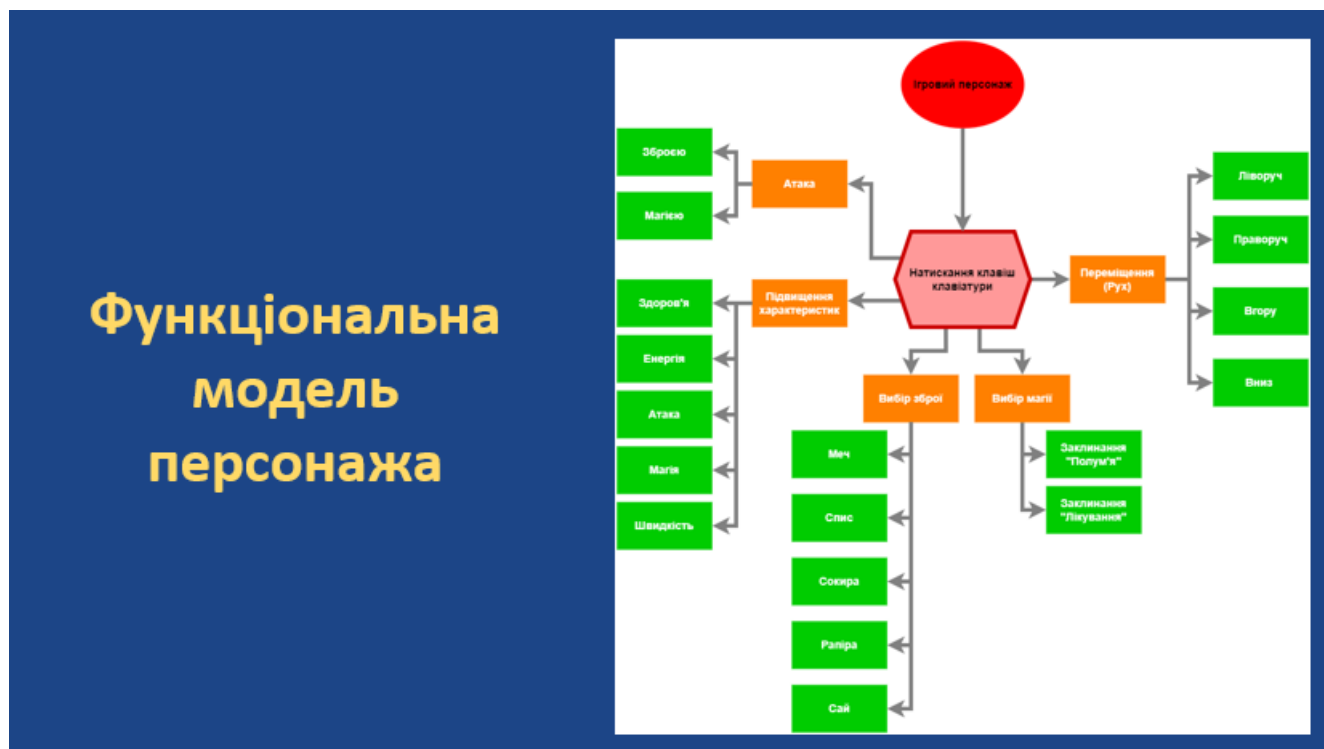 Функціональна
модель
персонажа
Ігровий персонаж
Натискання клавіш
клавіатури
Атака
Зброєю
Магією
Підвищення
характеристик
Здоров'я
Енергія
Атака
Магія
Швидкість
Вибір зброї
Меч
Спис
Сокира
Рапіра
Сай
Вибір магії
Заклинання
"Полум'я"
Заклинання
"Лікування"
Переміщення
(Рух)
Ліворуч
Праворуч
Вгору
Вниз